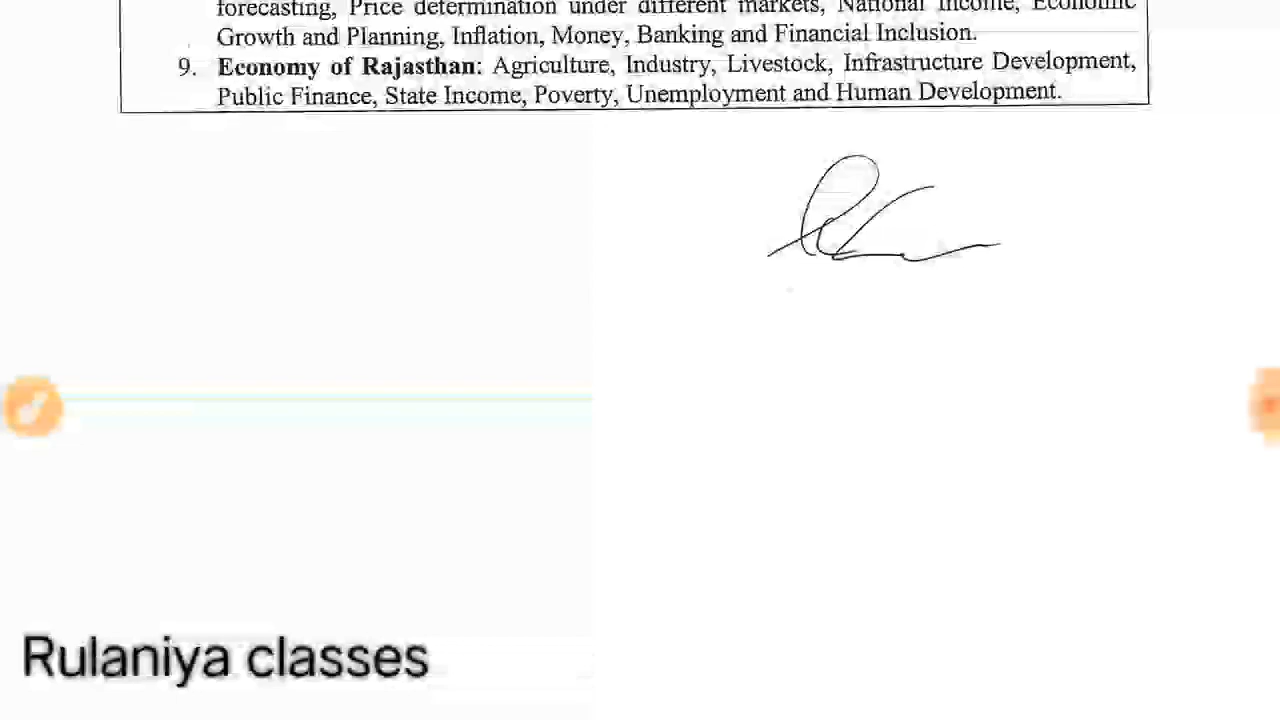 forecasting, Price determination under different markets, National Income, Economic
Growth and Planning, Inflation, Money, Banking and Financial Inclusion.
9. Economy of Rajasthan: Agriculture, Industry, Livestock, Infrastructure Development,
Public Finance, State Income, Poverty, Unemployment and Human Development.
Rulaniya classes